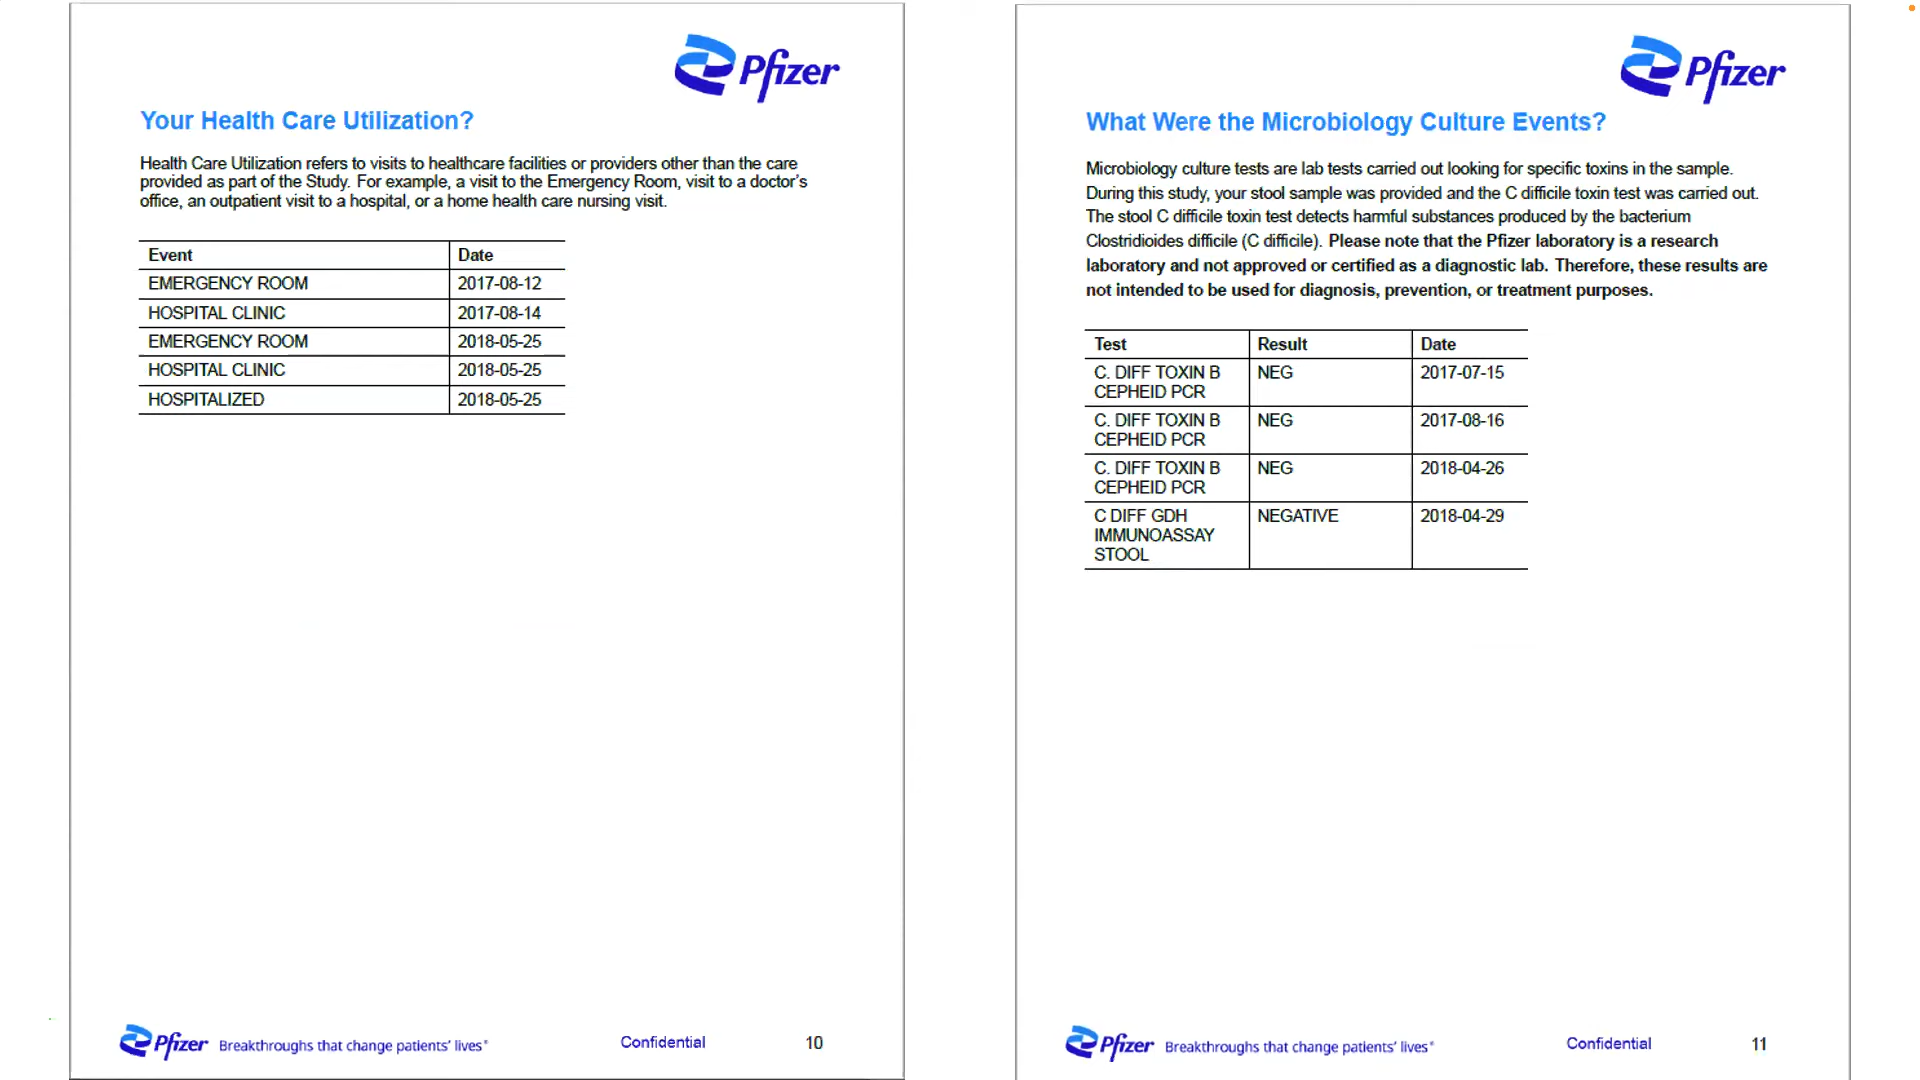 Pfizer
Your Health Care Utilization?
Health Care Utilization refers to visits to healthcare facilities or providers other than the care
provided as part of the Study. For example, a visit to the Emergency Room, visit to a doctor's
office, an outpatient visit to a hospital, or a home health care nursing visit.
Event Date
EMERGENCY ROOM 2017-08-12
HOSPITAL CLINIC 2017-08-14
EMERGENCY ROOM 2018-05-25
HOSPITAL CLINIC 2018-05-25
HOSPITALIZED 2018-05-25
Pfizer Breakthroughs that change patients' lives® Confidential 10
Pfizer
What Were the Microbiology Culture Events?
Microbiology culture tests are lab tests carried out looking for specific toxins in the sample.
During this study, your stool sample was provided and the C difficile toxin test was carried out.
The stool C difficile toxin test detects harmful substances produced by the bacterium
Clostridioides difficile (C difficile). Please note that the Pfizer laboratory is a research
laboratory and not approved or certified as a diagnostic lab. Therefore, these results are
not intended to be used for diagnosis, prevention, or treatment purposes.
Test Result Date
C. DIFF TOXIN B NEG 2017-07-15
CEPHEID PCR
C. DIFF TOXIN B NEG 2017-08-16
CEPHEID PCR
C. DIFF TOXIN B NEG 2018-04-26
CEPHEID PCR
C DIFF GDH NEGATIVE 2018-04-29
IMMUNOASSAY
STOOL
Pfizer Breakthroughs that change patients' lives® Confidential 11